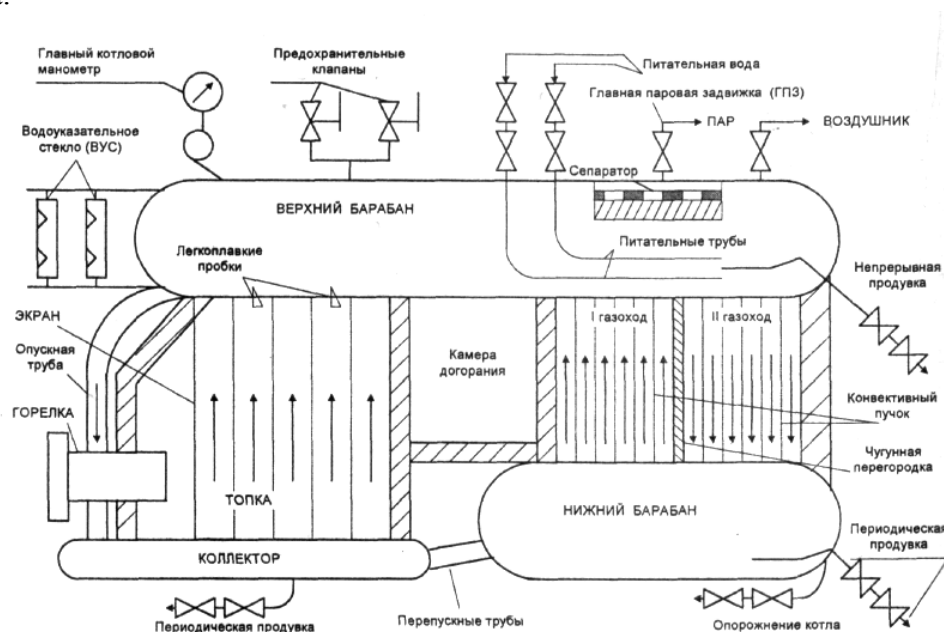 Главный котловой
манометр
Предохранительные
клапаны
Питательная вода
Главная паровая задвижка (ГПЗ)
ПАР
ВОЗДУШНИК
Водоуказательное
стекло (ВУС)
Сепаратор
ВЕРХНИЙ БАРАБАН
Питательные трубы
Легкоплавкие
пробки
Непрерывная
продувка
ЭКРАН
I газоход
II газоход
Опускная
труба
Камера
догорания
Конвективный
пучок
ГОРЕЛКА
Чугунная
перегородка
ТОПКА
НИЖНИЙ БАРАБАН
КОЛЛЕКТОР
Периодическая
продувка
Периодическая продувка
Перепускные трубы
Опорожнение котла